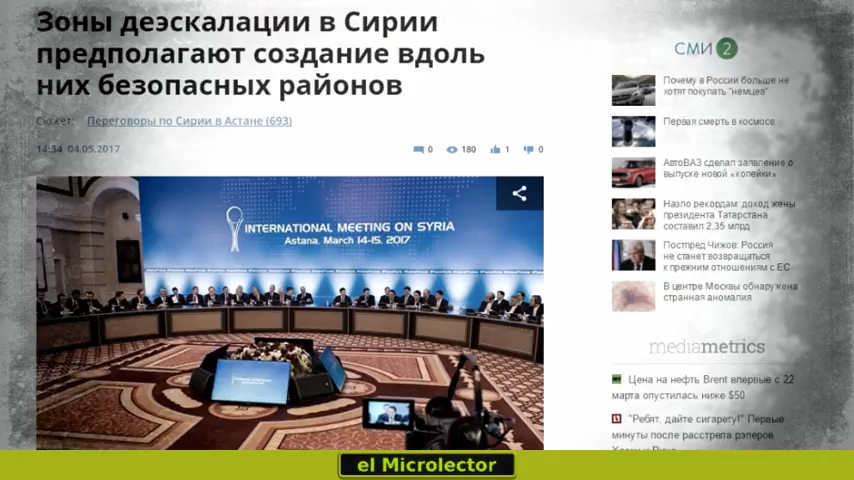 Зоны деэскалации в Сирии
предполагают создание вдоль
них безопасных районов
Сюжет: Переговоры по Сирии в Астане (693)
14:34 04.05.2017
0 180 1 0
INTERNATIONAL MEETING ON SYRIA
Astana, March 14-15, 2017
СМИ 2
Почему в России больше не
хотят покупать "немцев"
Первая смерть в космосе
АвтоВАЗ сделал заявление о
выпуске новой «копейки»
Назло рекордам: доход жены
президента Татарстана
составил 2,35 млрд
Постпред Чижов: Россия
не станет возвращаться
к прежним отношениям с ЕС
В центре Москвы обнаружена
странная аномалия
mediametrics
Цена на нефть Brent впервые с 22
марта опустилась ниже $50
"Ребят, дайте сигарету!" Первые
минуты после расстрела рэперов
el Microlector